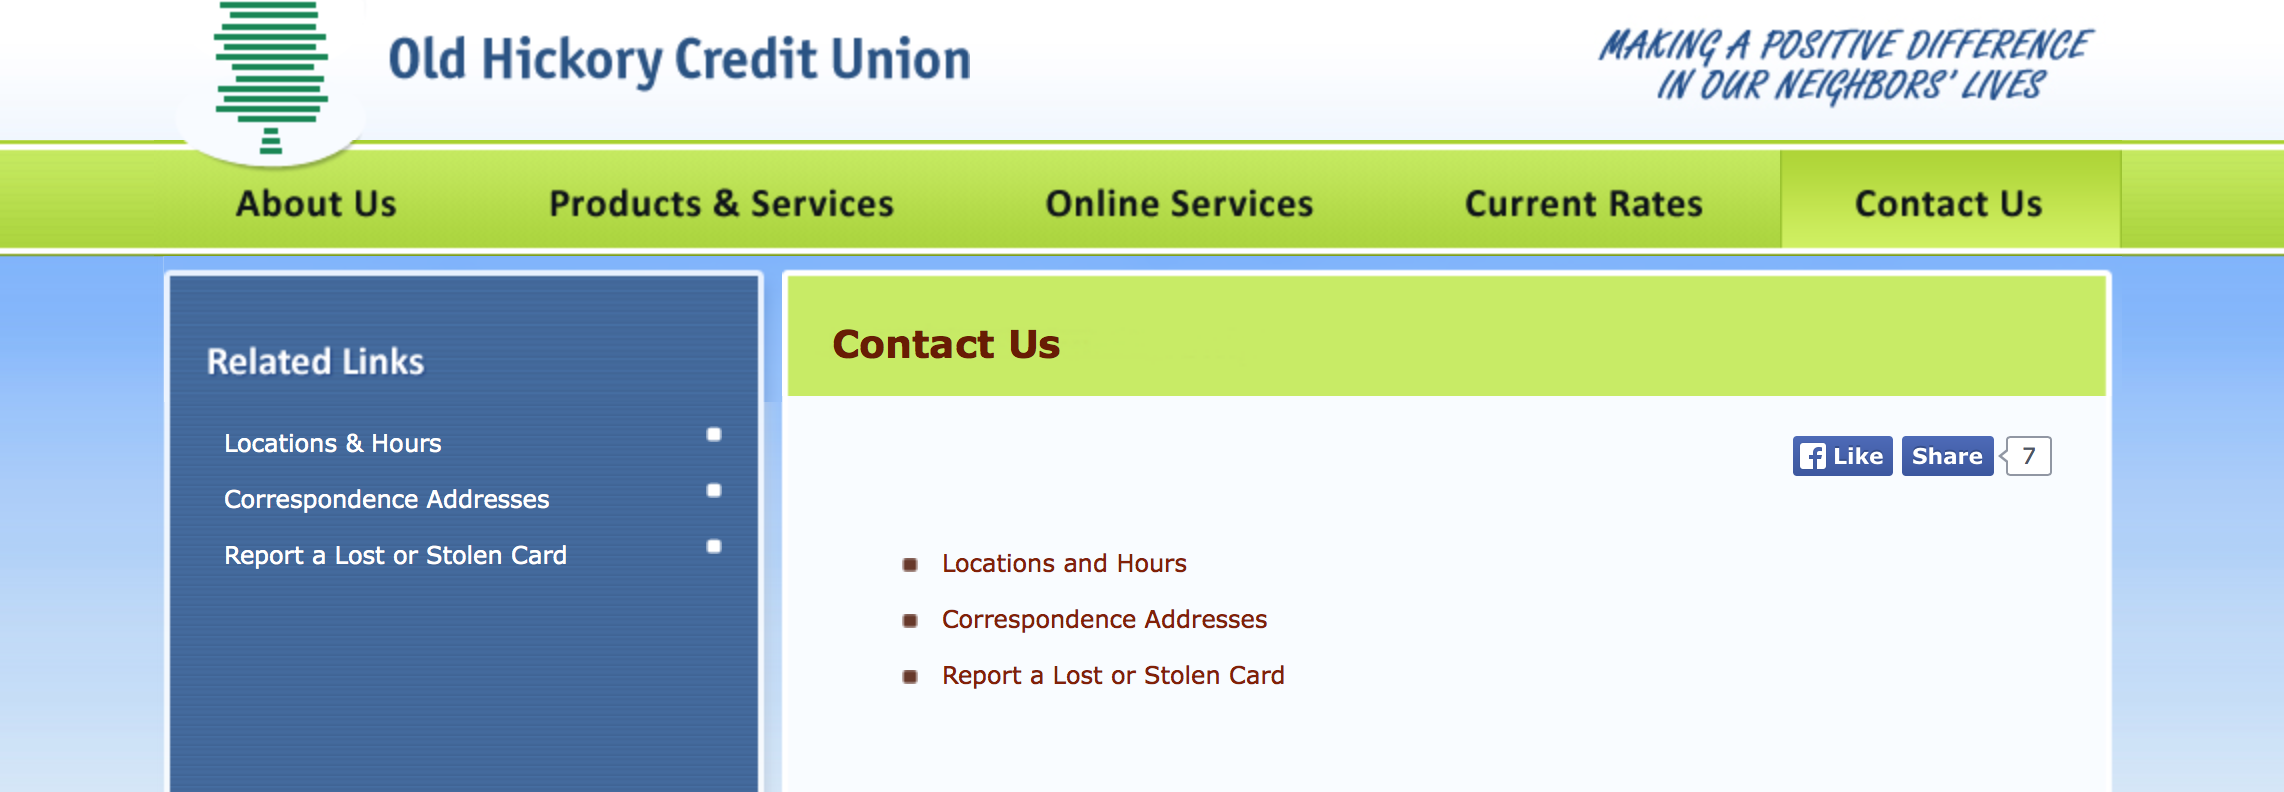 Old Hickory Credit Union
MAKING A POSITIVE DIFFERENCE
IN OUR NEIGHBORS' LIVES
About Us
Products & Services
Online Services
Current Rates
Contact Us
Related Links
Locations & Hours
Correspondence Addresses
Report a Lost or Stolen Card
Contact Us
Like
Share
7
Locations and Hours
Correspondence Addresses
Report a Lost or Stolen Card